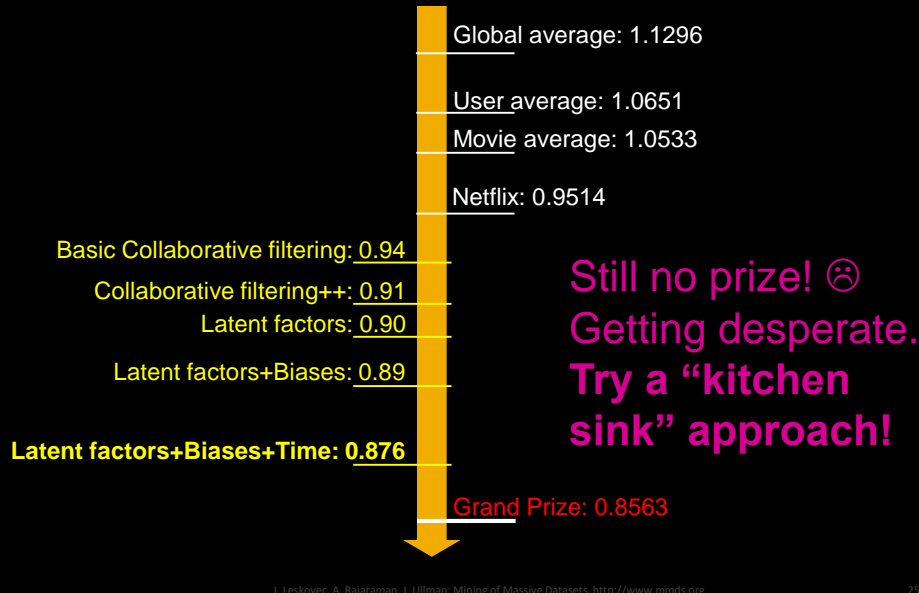 Global average: 1.1296
User average: 1.0651
Movie average: 1.0533
Netflix: 0.9514
Basic Collaborative filtering: 0.94
Collaborative filtering++: 0.91
Latent factors: 0.90
Latent factors+Biases: 0.89
Latent factors+Biases+Time: 0.876
Grand Prize: 0.8563
Still no prize! ☹
Getting desperate.
Try a “kitchen
sink” approach!
J. Leskovec, A. Rajaraman, J. Ullman: Mining of Massive Datasets, http://www.mmds.org